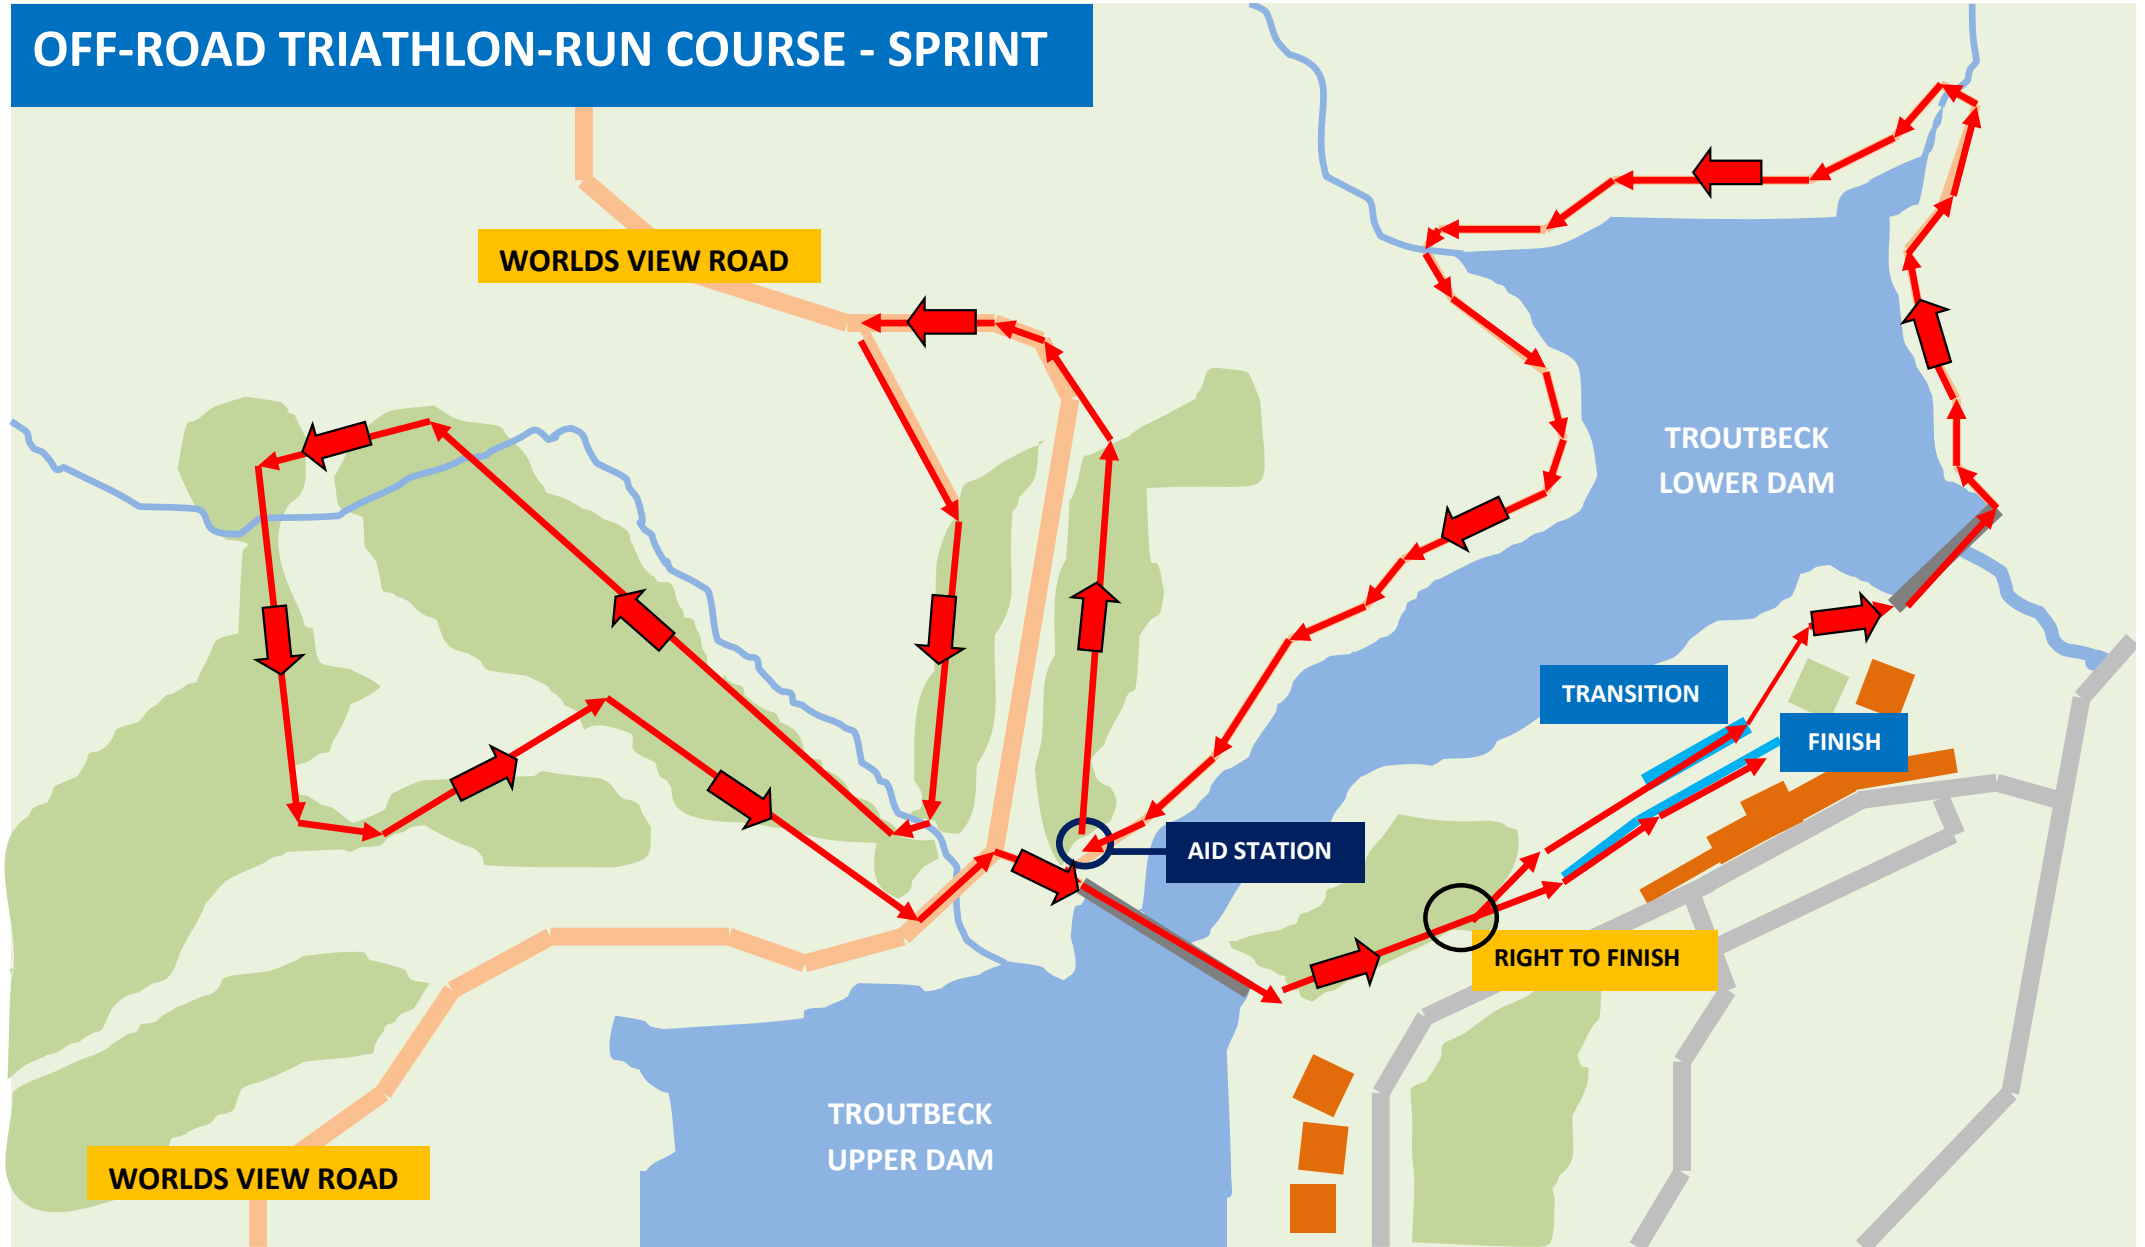 OFF-ROAD TRIATHLON-RUN COURSE - SPRINT
WORLDS VIEW ROAD
TROUTBECK
LOWER DAM
TRANSITION
FINISH
AID STATION
RIGHT TO FINISH
TROUTBECK
UPPER DAM
WORLDS VIEW ROAD